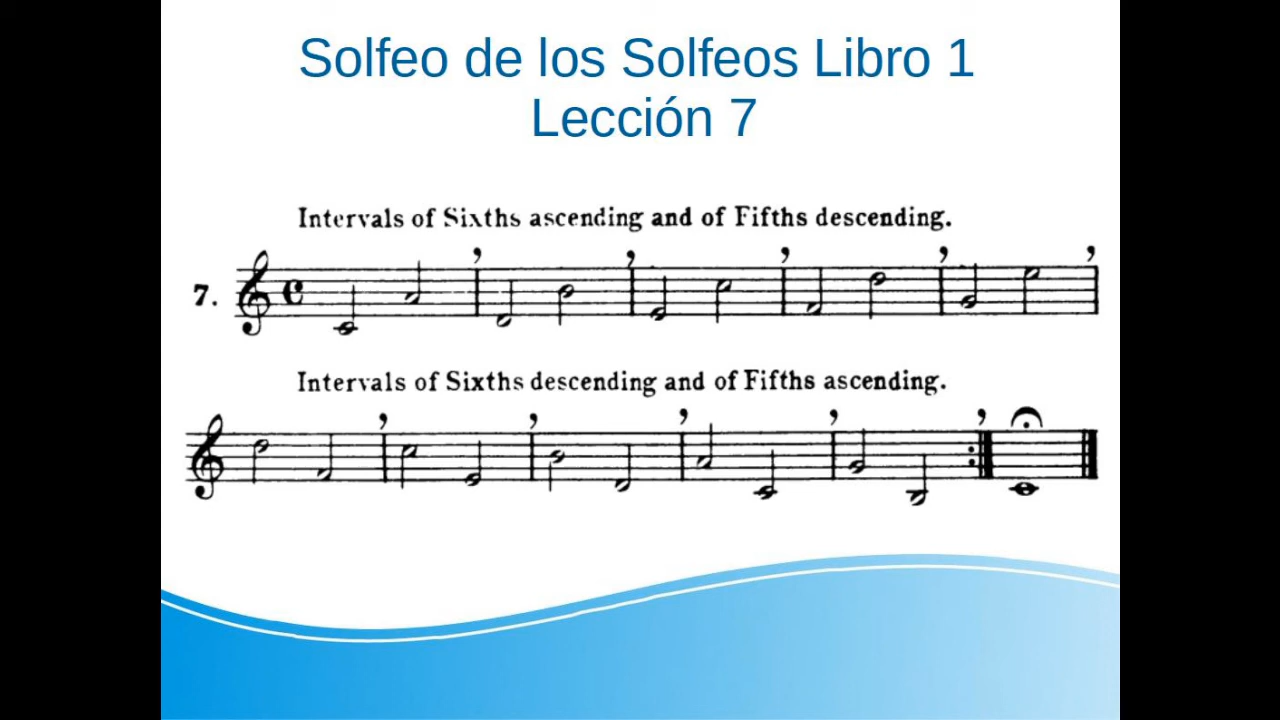 Solfeo de los Solfeos Libro 1
Lección 7
Intervals of Sixths ascending and of Fifths descending.
7.
Intervals of Sixths descending and of Fifths ascending.